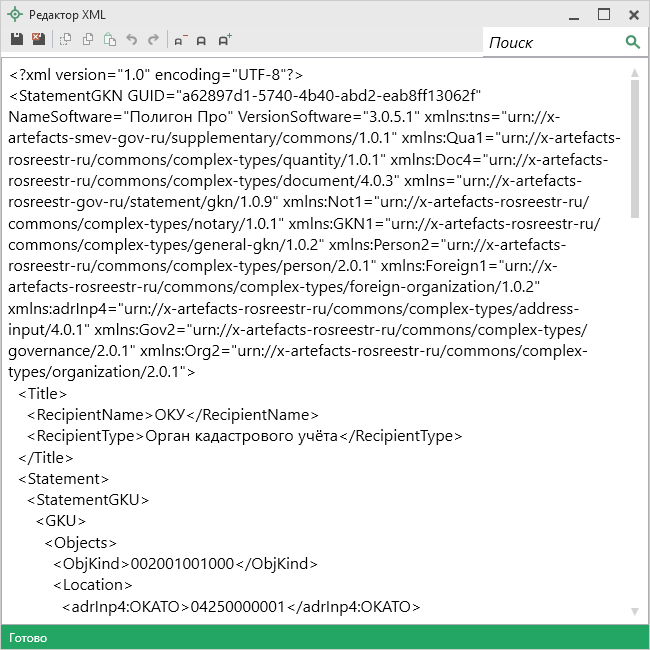 Редактор XML
А⁻ А А⁺
Поиск
<?xml version="1.0" encoding="UTF-8"?>
<StatementGKN GUID="a62897d1-5740-4b40-abd2-eab8ff13062f"
NameSoftware="Полигон Про" VersionSoftware="3.0.5.1" xmlns:tns="urn://x-
artefacts-smev-gov-ru/supplementary/commons/1.0.1" xmlns:Qua1="urn://x-artefacts-
rosreestr-ru/commons/complex-types/quantity/1.0.1" xmlns:Doc4="urn://x-artefacts-
rosreestr-ru/commons/complex-types/document/4.0.3" xmlns="urn://x-artefacts-
rosreestr-gov-ru/statement/gkn/1.0.9" xmlns:Not1="urn://x-artefacts-rosreestr-ru/
commons/complex-types/notary/1.0.1" xmlns:GKN1="urn://x-artefacts-rosreestr-ru/
commons/complex-types/general-gkn/1.0.2" xmlns:Person2="urn://x-artefacts-
rosreestr-ru/commons/complex-types/person/2.0.1" xmlns:Foreign1="urn://x-
artefacts-rosreestr-ru/commons/complex-types/foreign-organization/1.0.2"
xmlns:adrInp4="urn://x-artefacts-rosreestr-ru/commons/complex-types/address-
input/4.0.1" xmlns:Gov2="urn://x-artefacts-rosreestr-ru/commons/complex-types/
governance/2.0.1" xmlns:Org2="urn://x-artefacts-rosreestr-ru/commons/complex-
types/organization/2.0.1">
<Title>
<RecipientName>ОКУ</RecipientName>
<RecipientType>Орган кадастрового учёта</RecipientType>
</Title>
<Statement>
<StatementGKU>
<GKU>
<Objects>
<ObjKind>002001001000</ObjKind>
<Location>
<adrInp4:OKATO>04250000001</adrInp4:OKATO>
Готово